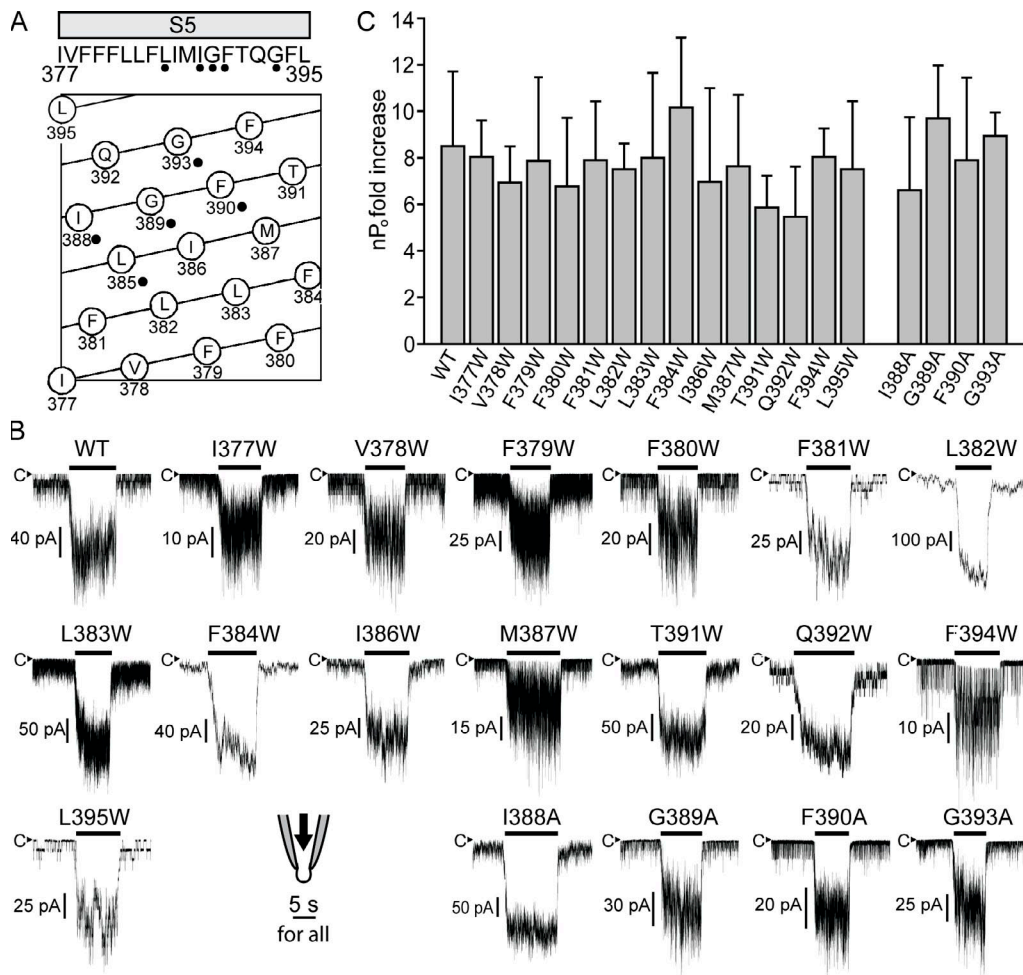 A
S5
IVFFFLLFLIMIGFTQGFL
377 395
L
395
Q
392
G
393
F
394
I
388
G
389
F
390
T
391
L
385
I
386
M
387
F
381
L
382
L
383
F
384
I
377
V
378
F
379
F
380
C
nPo fold increase
14
12
10
8
6
4
2
0
WT
I377W
V378W
F379W
F380W
F381W
L382W
L383W
F384W
I386W
M387W
T391W
Q392W
F394W
L395W
I388A
G389A
F390A
G393A
B
WT I377W V378W F379W F380W F381W L382W
C C C C C C C
40 pA 10 pA 20 pA 25 pA 20 pA 25 pA 100 pA
L383W F384W I386W M387W T391W Q392W F394W
C C C C C C C
50 pA 40 pA 25 pA 15 pA 50 pA 20 pA 10 pA
L395W I388A G389A F390A G393A
C C C C C
25 pA 50 pA 30 pA 20 pA 25 pA
5 s
for all